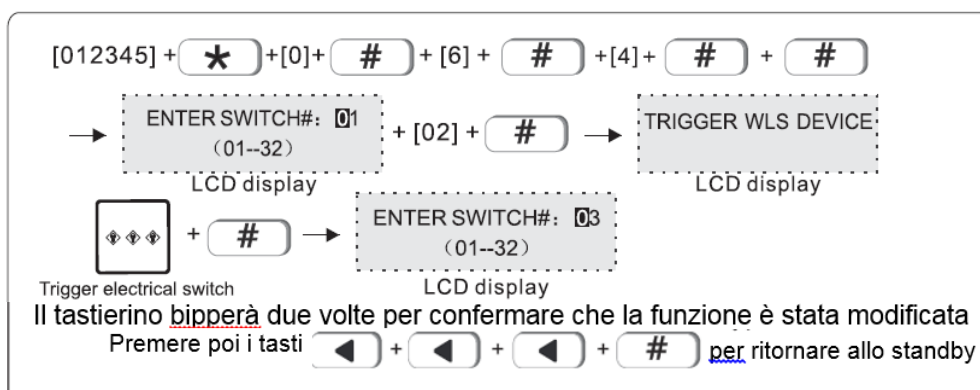 [012345] + * +[0]+ # + [6] + # +[4]+ # + #
ENTER SWITCH#: 01
(01--32)
LCD display
+ [02] + #
TRIGGER WLS DEVICE
LCD display
+ #
ENTER SWITCH#: 03
(01--32)
Trigger electrical switch
LCD display
Il tastierino bipperà due volte per confermare che la funzione è stata modificata
Premere poi i tasti ◀ + ◀ + ◀ + # per ritornare allo standby